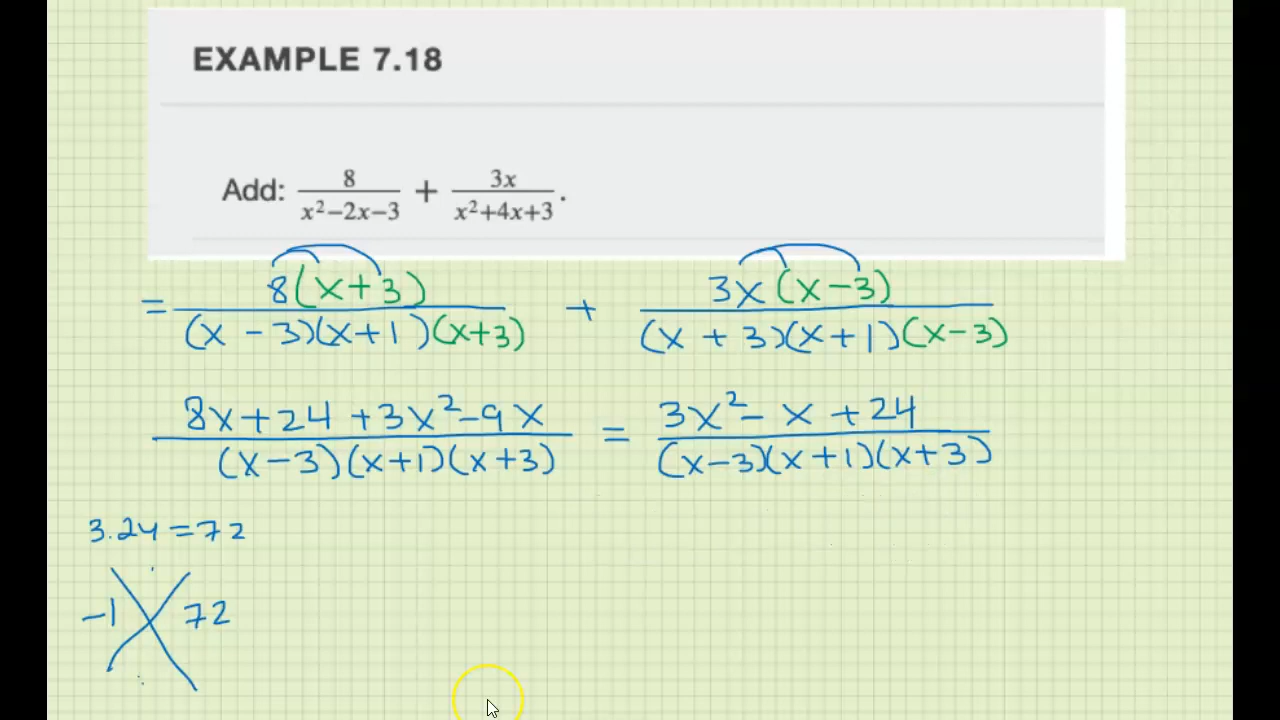 EXAMPLE 7.18
Add: 8/(x²−2x−3) + 3x/(x²+4x+3).
= 8(x+3)/((x-3)(x+1)(x+3)) + 3x(x-3)/((x+3)(x+1)(x-3))
(8x+24+3x²-9x)/((x-3)(x+1)(x+3)) = (3x²-x+24)/((x-3)(x+1)(x+3))
3.24=72
-1 72